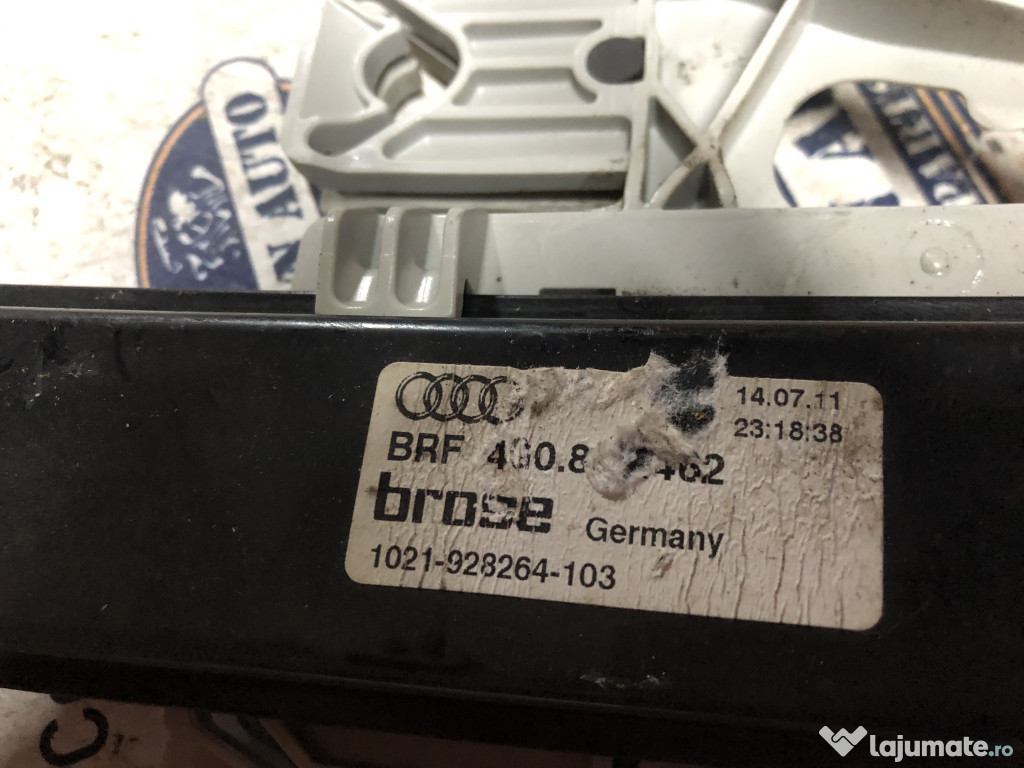 AUTO
14.07.11
23:18:38
BRF 4G0.8 .462
brose Germany
1021-928264-103
lajumate.ro